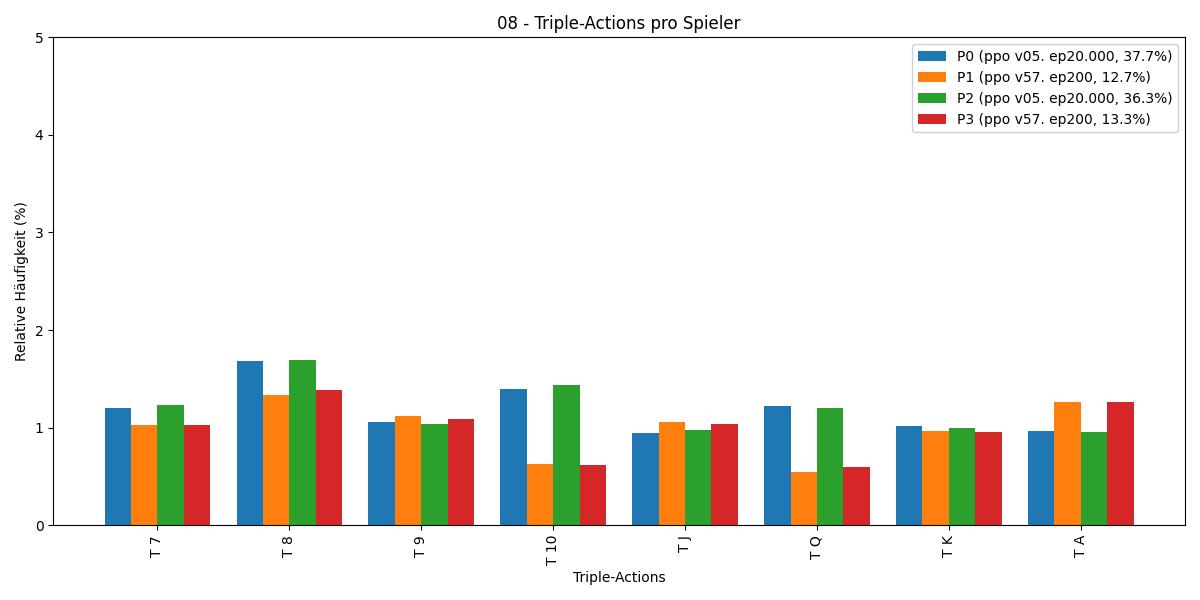 08 - Triple-Actions pro Spieler
P0 (ppo v05. ep20.000, 37.7%)
P1 (ppo v57. ep200, 12.7%)
P2 (ppo v05. ep20.000, 36.3%)
P3 (ppo v57. ep200, 13.3%)
Relative Häufigkeit (%)
5
4
3
2
1
0
T 7
T 8
T 9
T 10
T J
T Q
T K
T A
Triple-Actions